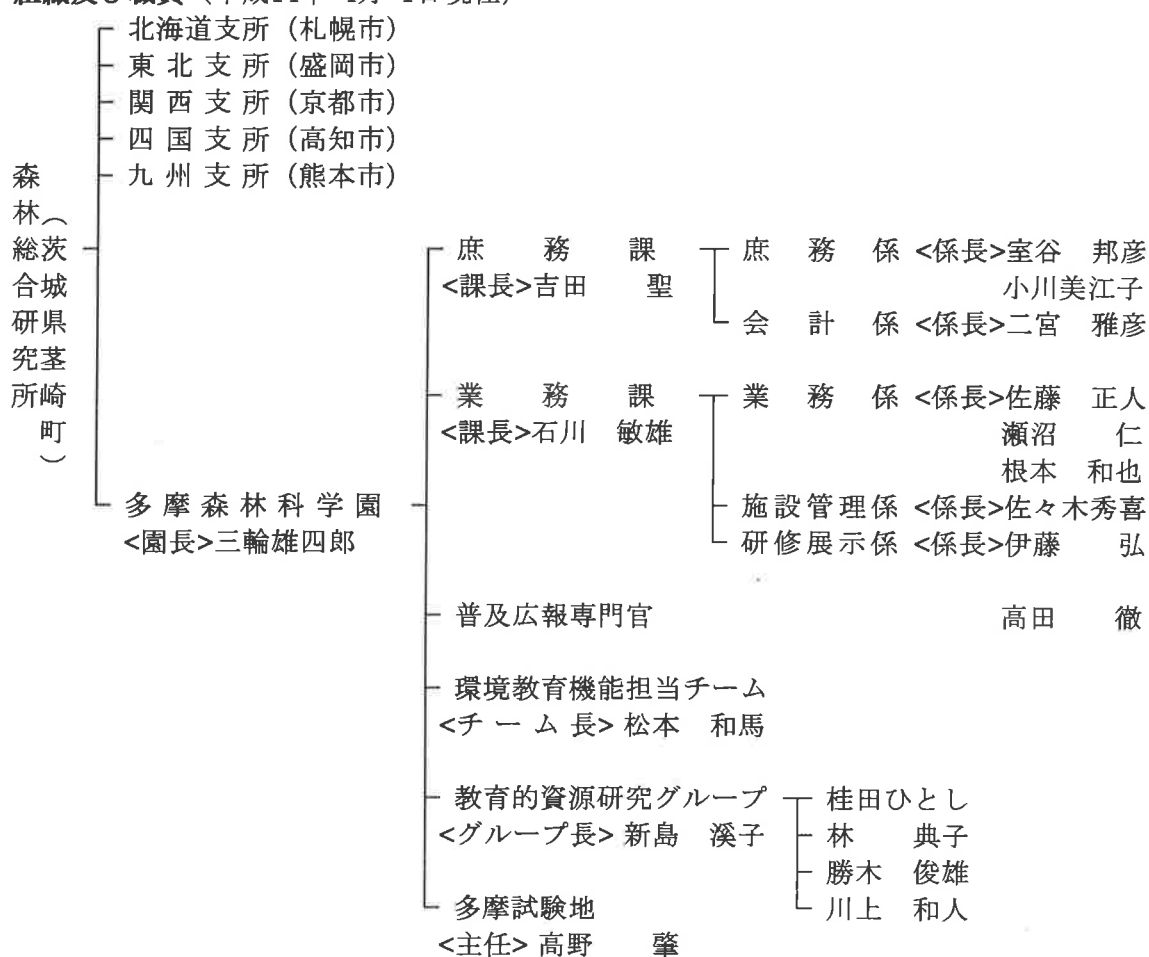 北海道支所（札幌市）
東北支所（盛岡市）
関西支所（京都市）
四国支所（高知市）
九州支所（熊本市）
森林総合研究所
（茨城県茎崎町）
多摩森林科学園
<園長>三輪雄四郎
庶務課
<課長>吉田　聖
庶務係 <係長>室谷　邦彦
小川美江子
会計係 <係長>二宮　雅彦
業務課
<課長>石川　敏雄
業務係 <係長>佐藤　正人
瀬沼　仁
根本　和也
施設管理係 <係長>佐々木秀喜
研修展示係 <係長>伊藤　弘
普及広報専門官　高田　徹
環境教育機能担当チーム
<チーム長> 松本　和馬
教育的資源研究グループ
<グループ長> 新島　溪子
桂田ひとし
林　典子
勝木　俊雄
川上　和人
多摩試験地
<主任> 高野　肇